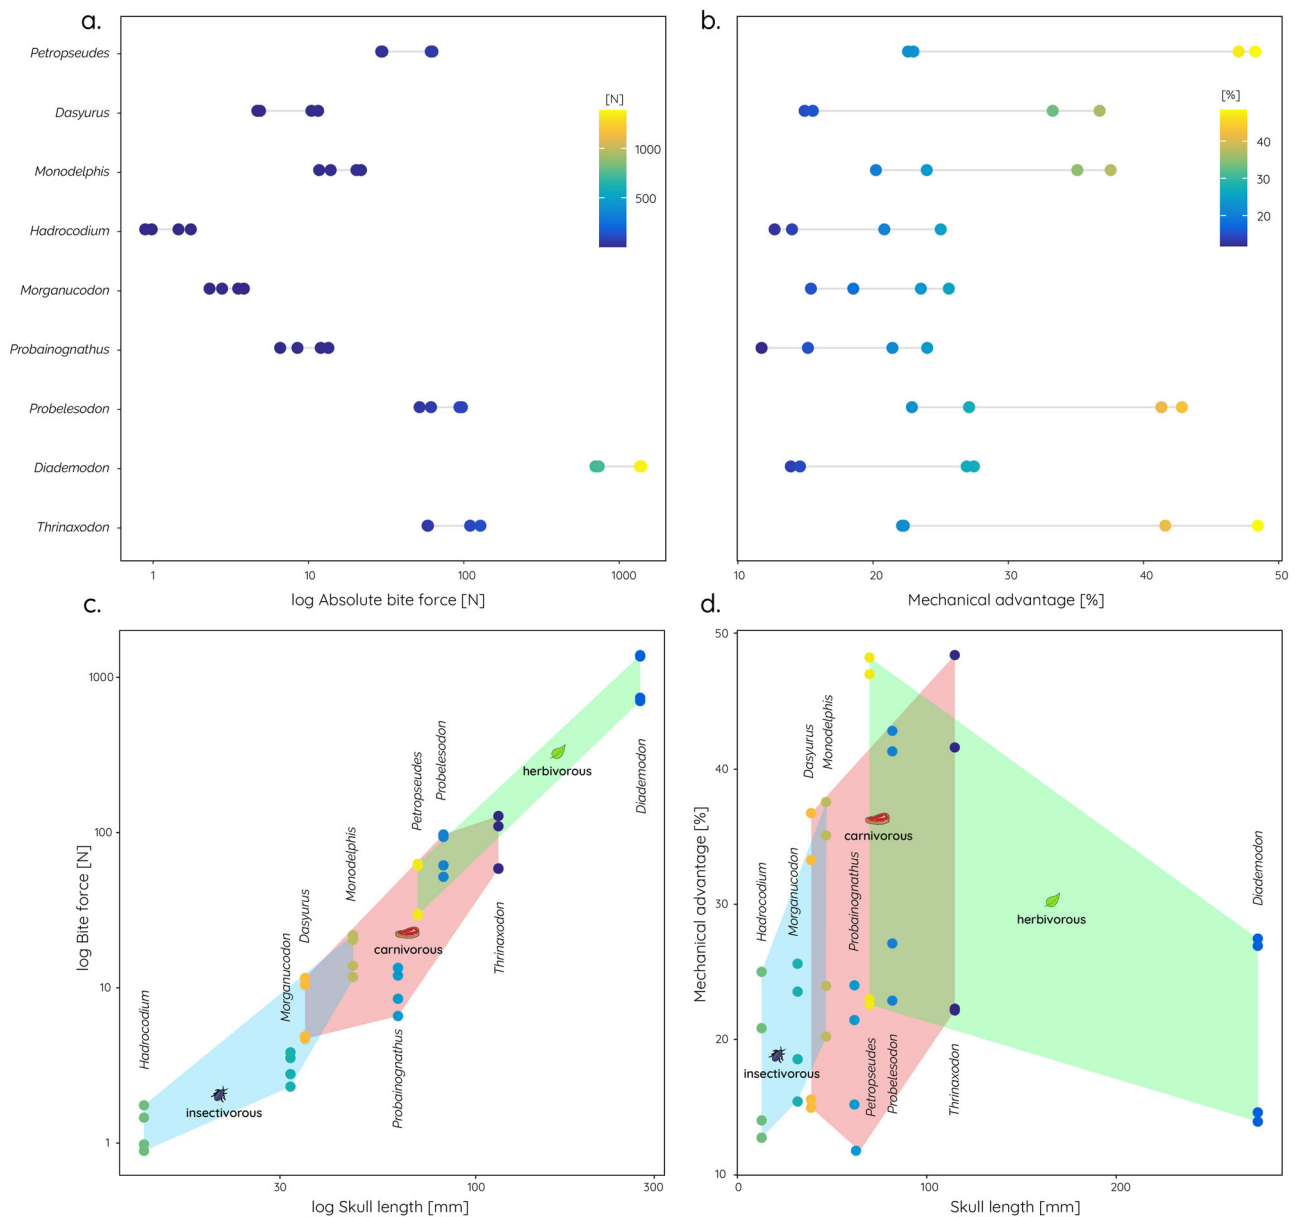 a.
Petropseudes
Dasyurus
Monodelphis
Hadrocodium
Morganucodon
Probainognathus
Probelesodon
Diademodon
Thrinaxodon
[N]
1000
500
1 10 100 1000
log Absolute bite force [N]
b.
[%]
40
30
20
10 20 30 40 50
Mechanical advantage [%]
c.
log Bite force [N]
1000
100
10
1
Hadrocodium
Morganucodon
Dasyurus
Monodelphis
Petropseudes
Probelesodon
Probainognathus
Thrinaxodon
Diademodon
herbivorous
carnivorous
insectivorous
30 100 300
log Skull length [mm]
d.
Mechanical advantage [%]
50
40
30
20
10
Hadrocodium
Morganucodon
Dasyurus
Monodelphis
Probainognathus
Petropseudes
Probelesodon
Thrinaxodon
Diademodon
carnivorous
herbivorous
insectivorous
0 100 200
Skull length [mm]